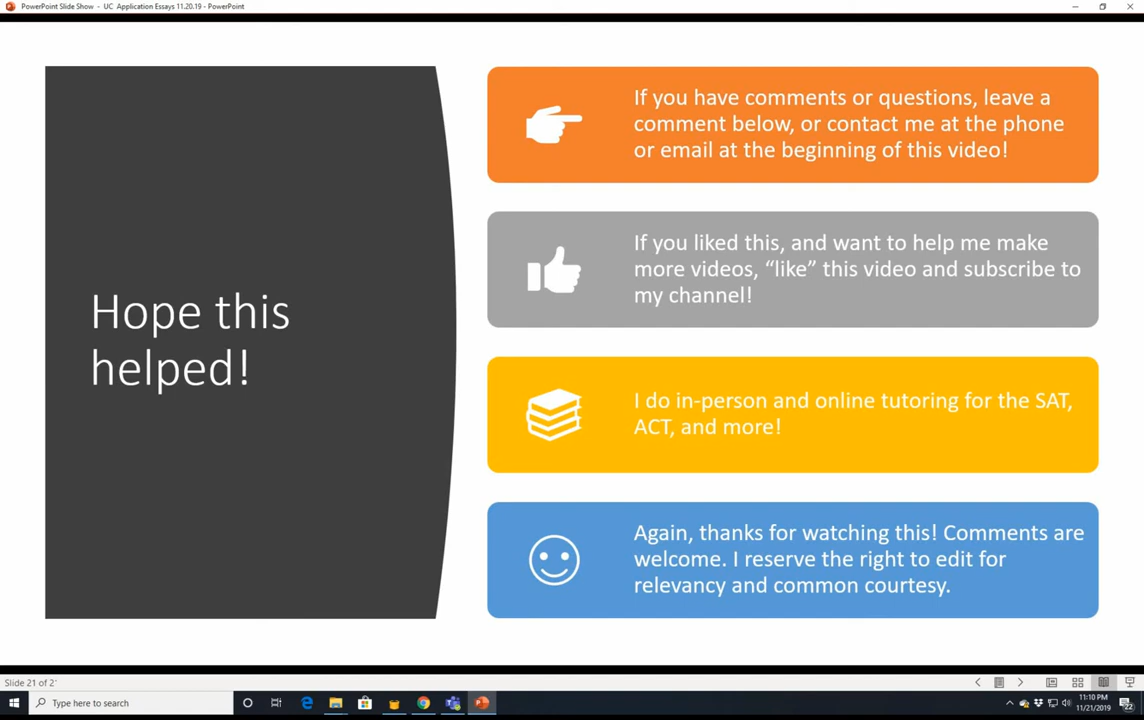 PowerPoint Slide Show - UC Application Essays 11.20.19 - PowerPoint
Hope this
helped!
If you have comments or questions, leave a
comment below, or contact me at the phone
or email at the beginning of this video!
If you liked this, and want to help me make
more videos, “like” this video and subscribe to
my channel!
I do in-person and online tutoring for the SAT,
ACT, and more!
Again, thanks for watching this! Comments are
welcome. I reserve the right to edit for
relevancy and common courtesy.
Slide 21 of
Type here to search
11:10 PM
11/21/2019
22